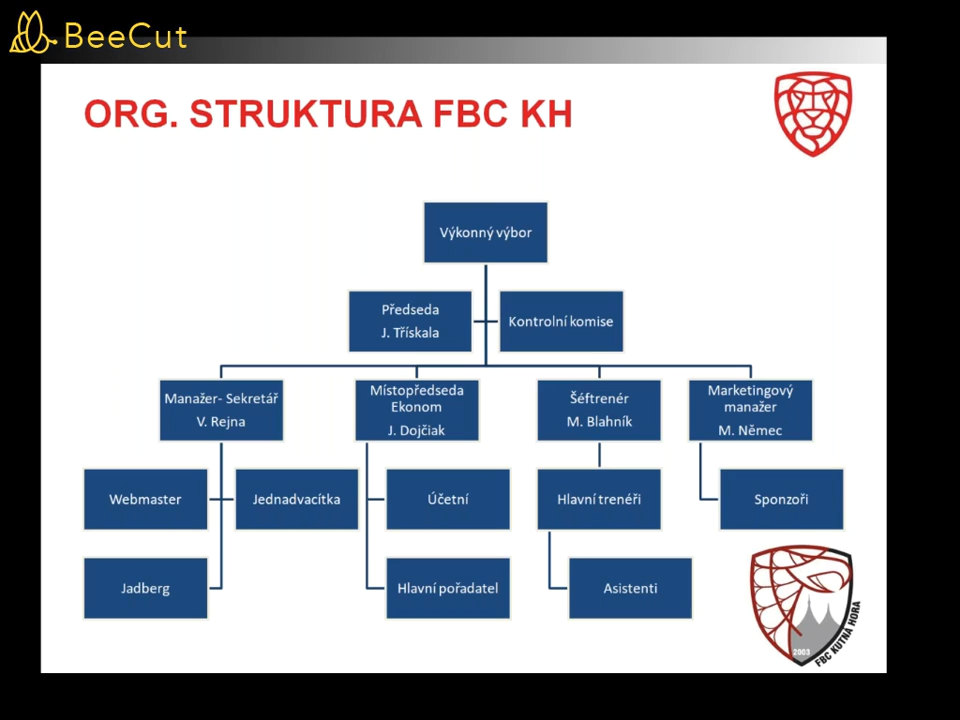 BeeCut
ORG. STRUKTURA FBC KH
Výkonný výbor
Předseda
J. Třískala
Kontrolní komise
Manažer- Sekretář
V. Rejna
Místopředseda
Ekonom
J. Dojčiak
Šéftrenér
M. Blahník
Marketingový
manažer
M. Němec
Webmaster
Jednadvacítka
Účetní
Hlavní trenéři
Sponzoři
Jadberg
Hlavní pořadatel
Asistenti
2003
FBC KUTNÁ HORA